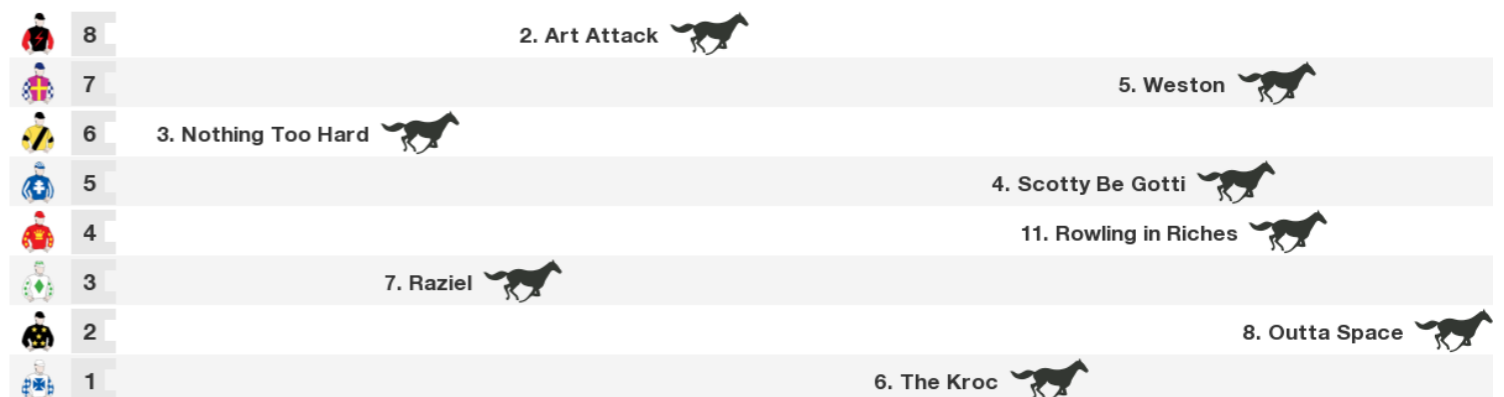 8 2. Art Attack
7 5. Weston
6 3. Nothing Too Hard
5 4. Scotty Be Gotti
4 11. Rowling in Riches
3 7. Raziel
2 8. Outta Space
1 6. The Kroc